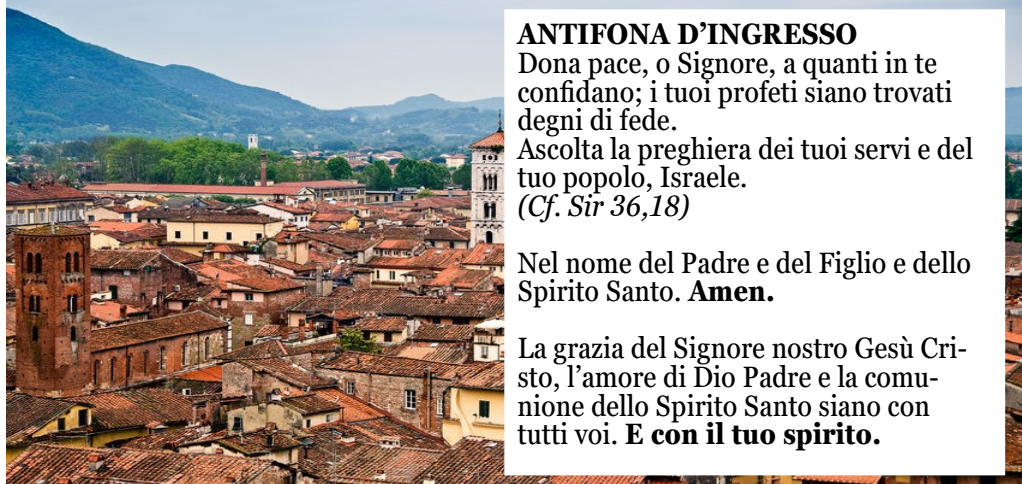 ANTIFONA D’INGRESSO
Dona pace, o Signore, a quanti in te
confidano; i tuoi profeti siano trovati
degni di fede.
Ascolta la preghiera dei tuoi servi e del
tuo popolo, Israele.
(Cf. Sir 36,18)
Nel nome del Padre e del Figlio e dello
Spirito Santo. Amen.
La grazia del Signore nostro Gesù Cri-
sto, l’amore di Dio Padre e la comu-
nione dello Spirito Santo siano con
tutti voi. E con il tuo spirito.